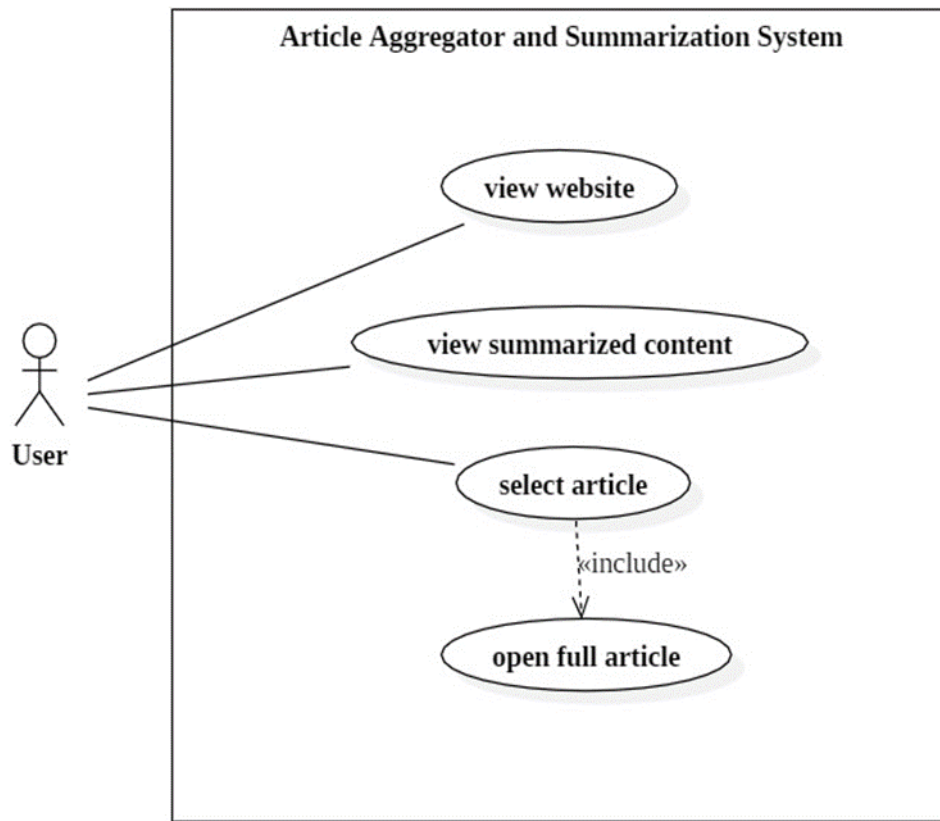 Article Aggregator and Summarization System
view website
view summarized content
User
select article
«include»
open full article